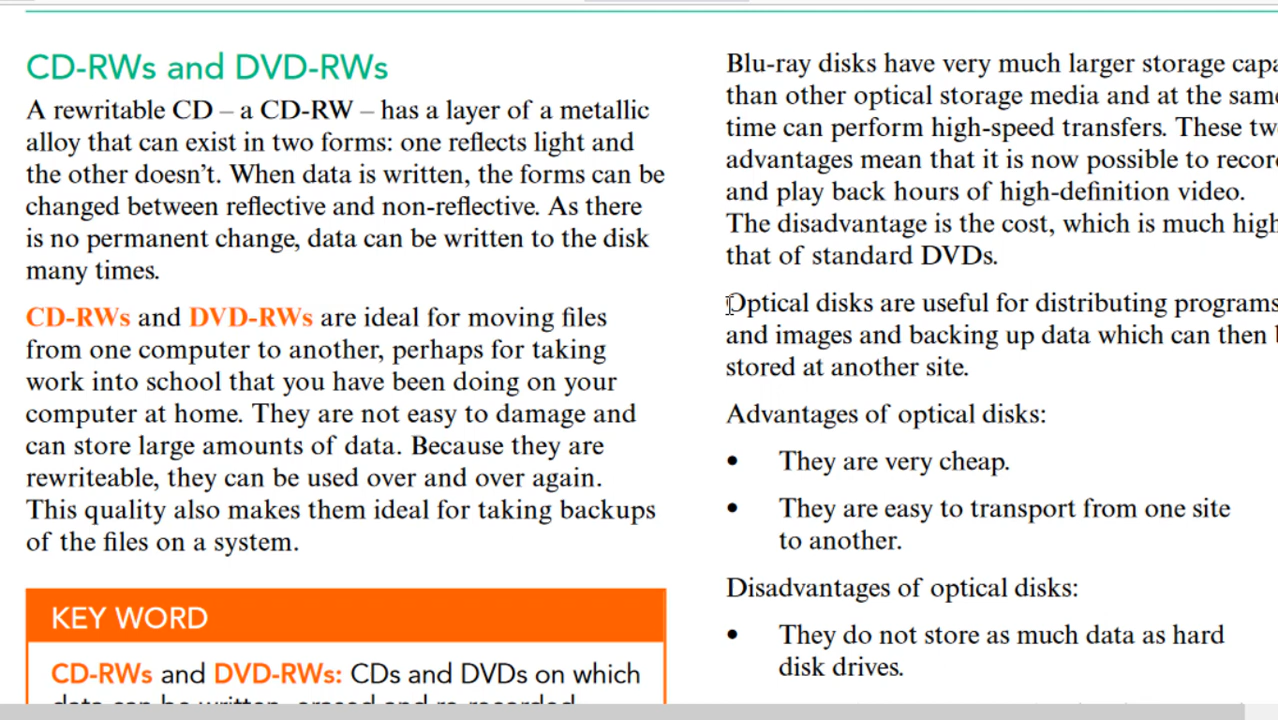 CD-RWs and DVD-RWs
A rewritable CD – a CD-RW – has a layer of a metallic
alloy that can exist in two forms: one reflects light and
the other doesn't. When data is written, the forms can be
changed between reflective and non-reflective. As there
is no permanent change, data can be written to the disk
many times.
CD-RWs and DVD-RWs are ideal for moving files
from one computer to another, perhaps for taking
work into school that you have been doing on your
computer at home. They are not easy to damage and
can store large amounts of data. Because they are
rewriteable, they can be used over and over again.
This quality also makes them ideal for taking backups
of the files on a system.
KEY WORD
CD-RWs and DVD-RWs: CDs and DVDs on which
data can be written, erased and re-recorded
Blu-ray disks have very much larger storage
than other optical storage media and at the
time can perform high-speed transfers. These
advantages mean that it is now possible to
and play back hours of high-definition video.
The disadvantage is the cost, which is much
that of standard DVDs.
Optical disks are useful for distributing programs
and images and backing up data which can then
stored at another site.
Advantages of optical disks:
• They are very cheap.
• They are easy to transport from one site
to another.
Disadvantages of optical disks:
• They do not store as much data as hard
disk drives.